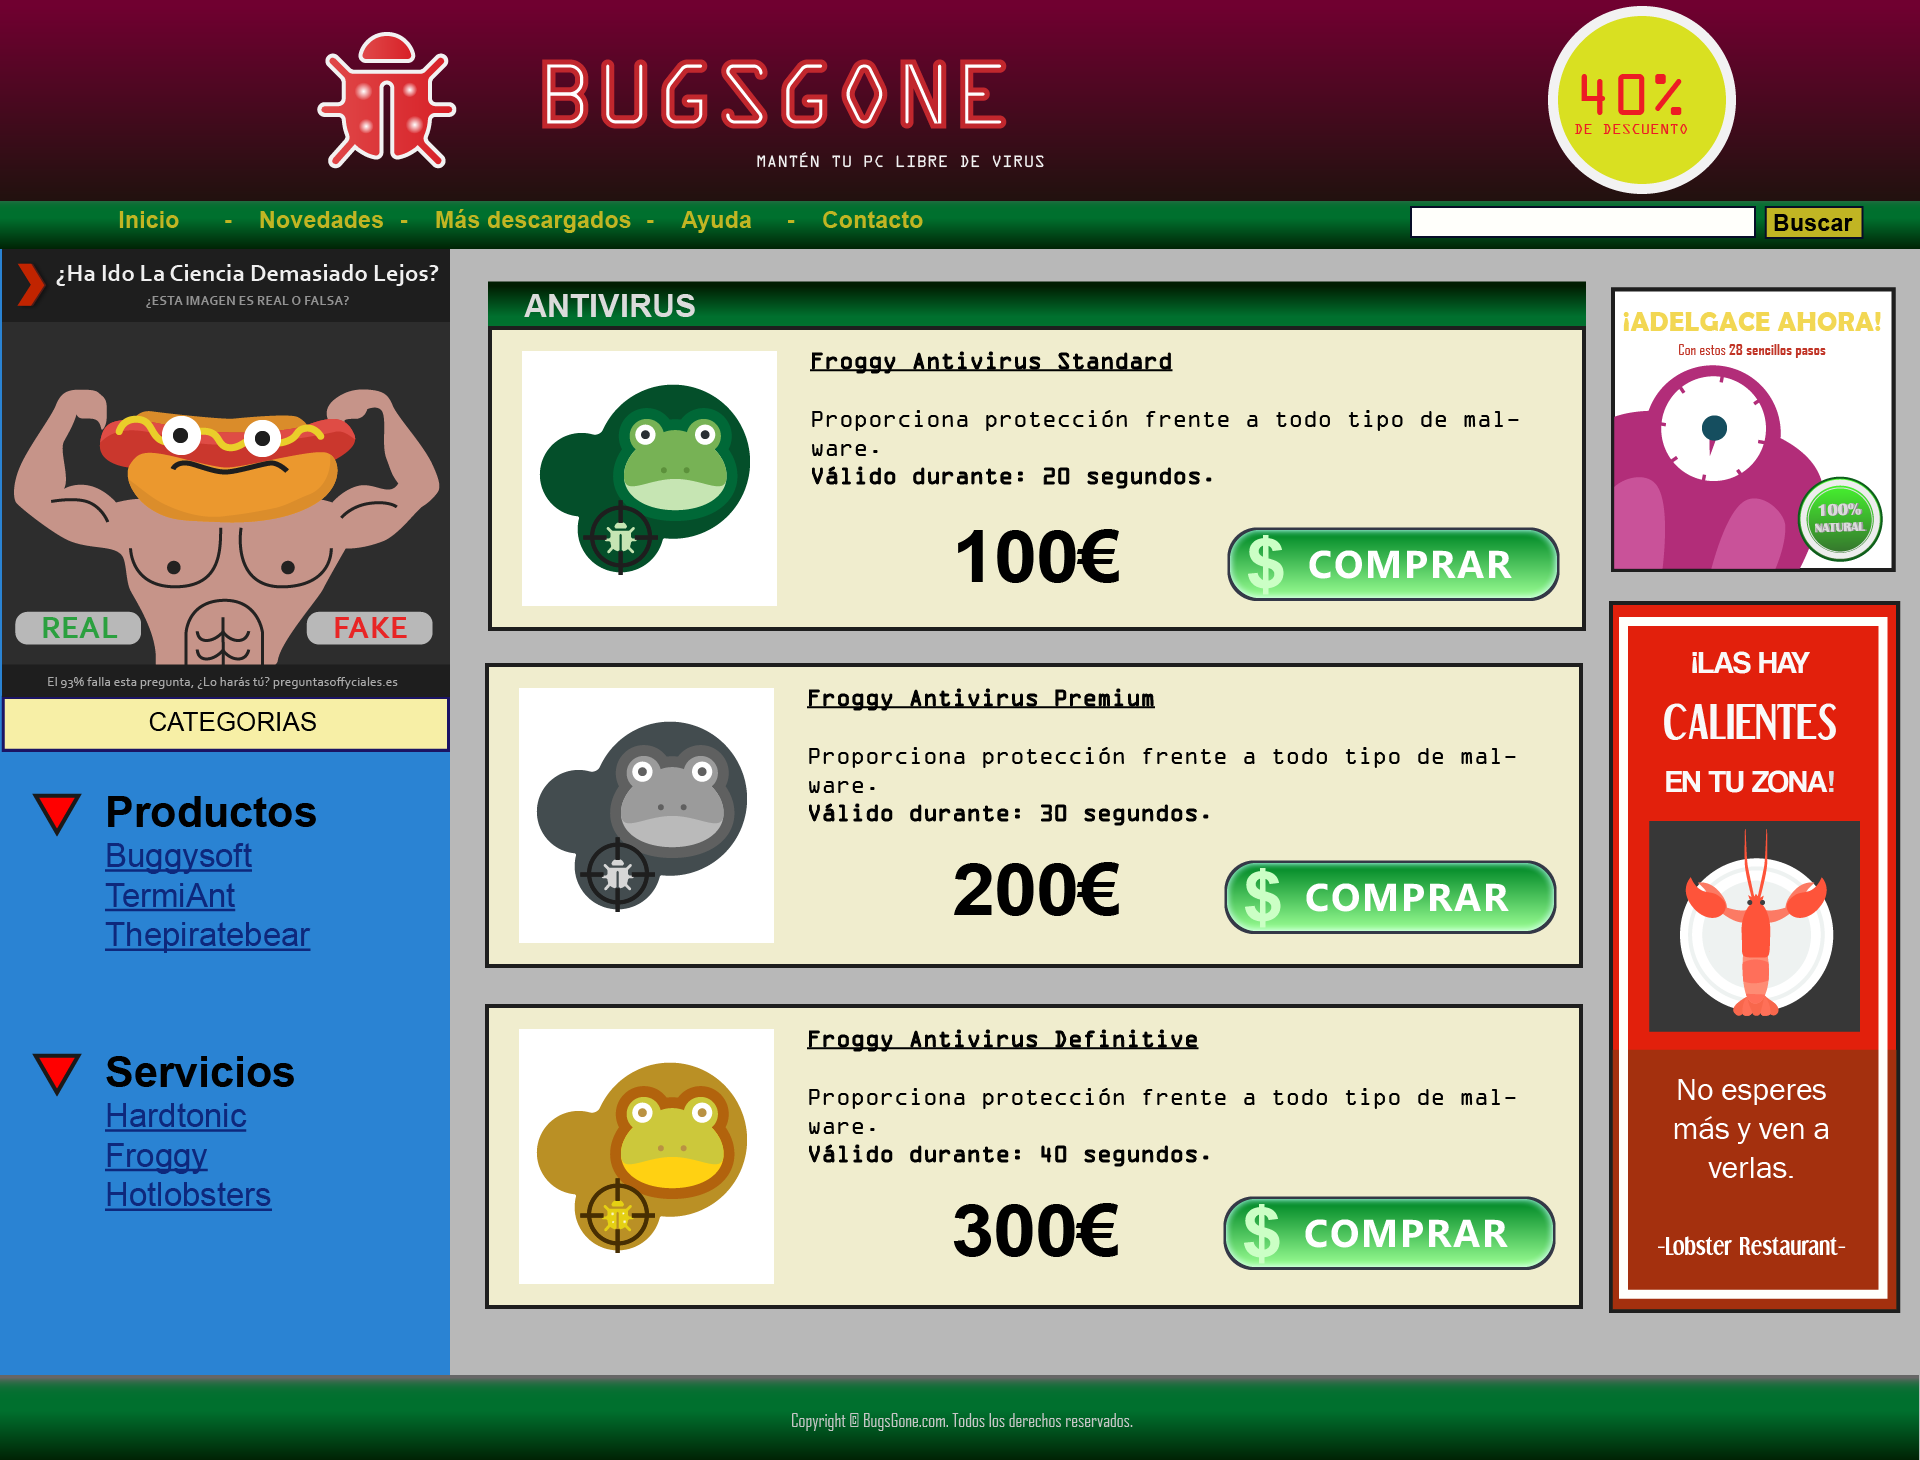 BUGSGONE
MANTÉN TU PC LIBRE DE VIRUS
40%
DE DESCUENTO
Inicio - Novedades - Más descargados - Ayuda - Contacto
Buscar
¿Ha Ido La Ciencia Demasiado Lejos?
¿ESTA IMAGEN ES REAL O FALSA?
REAL FAKE
El 93% falla esta pregunta, ¿Lo harás tú? preguntasoffyciales.es
CATEGORIAS
Productos
Buggysoft
TermiAnt
Thepiratebear
Servicios
Hardtonic
Froggy
Hotlobsters
ANTIVIRUS
Froggy Antivirus Standard
Proporciona protección frente a todo tipo de mal-
ware.
Válido durante: 20 segundos.
100€
$ COMPRAR
Froggy Antivirus Premium
Proporciona protección frente a todo tipo de mal-
ware.
Válido durante: 30 segundos.
200€
$ COMPRAR
Froggy Antivirus Definitive
Proporciona protección frente a todo tipo de mal-
ware.
Válido durante: 40 segundos.
300€
$ COMPRAR
¡ADELGACE AHORA!
Con estos 28 sencillos pasos
100%
NATURAL
¡LAS HAY
CALIENTES
EN TU ZONA!
No esperes
más y ven a
verlas.
-Lobster Restaurant-
Copyright © BugsGone.com. Todos los derechos reservados.